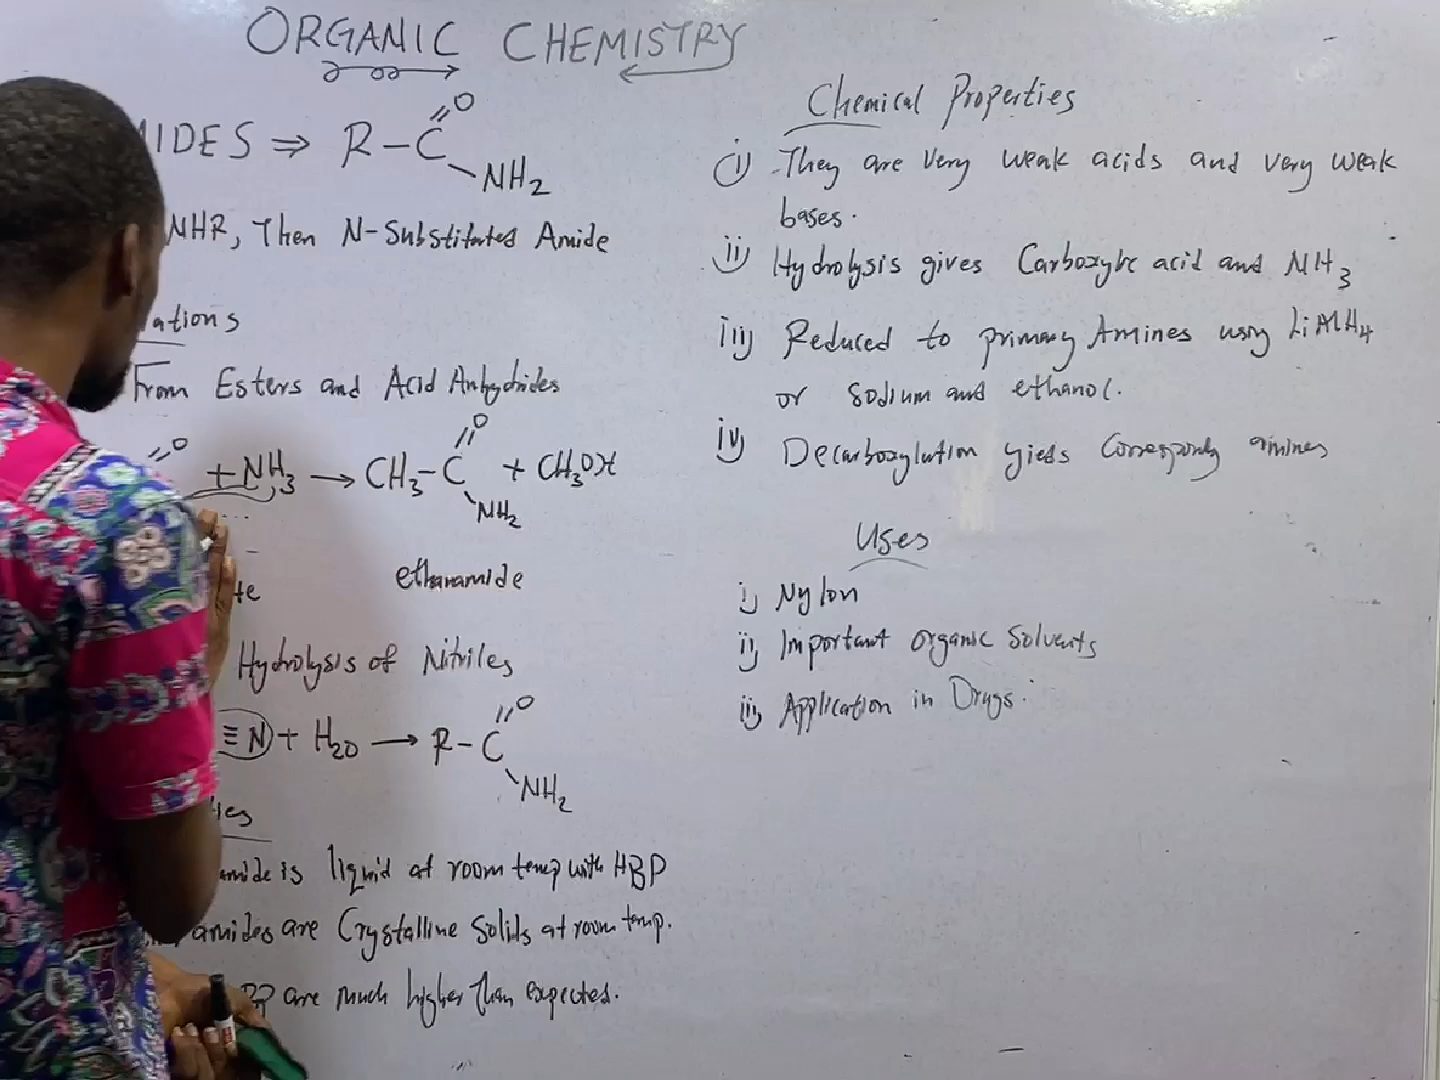 ORGANIC CHEMISTRY
IDES ⇒ R-C=O
NH2
NHR, Then N-Substituted Amide
ations
From Esters and Acid Anhydrides
=O
+ NH3 → CH3-C=O + CH3OH
NH2
te
ethanamide
Hydrolysis of Nitriles
≡N + H2O → R-C=O
NH2
ies
amide is liquid at room temp with HBP
amides are Crystalline Solids at room temp.
BP are much higher than expected.
Chemical Properties
i) They are very weak acids and very weak
bases.
ii) Hydrolysis gives Carboxylic acid and NH3
iii) Reduced to primary Amines using LiAlH4
or Sodium and ethanol.
iv) Decarboxylation yields amines
Uses
i) Nylon
ii) Important organic Solvents
iii) Application in Drugs.